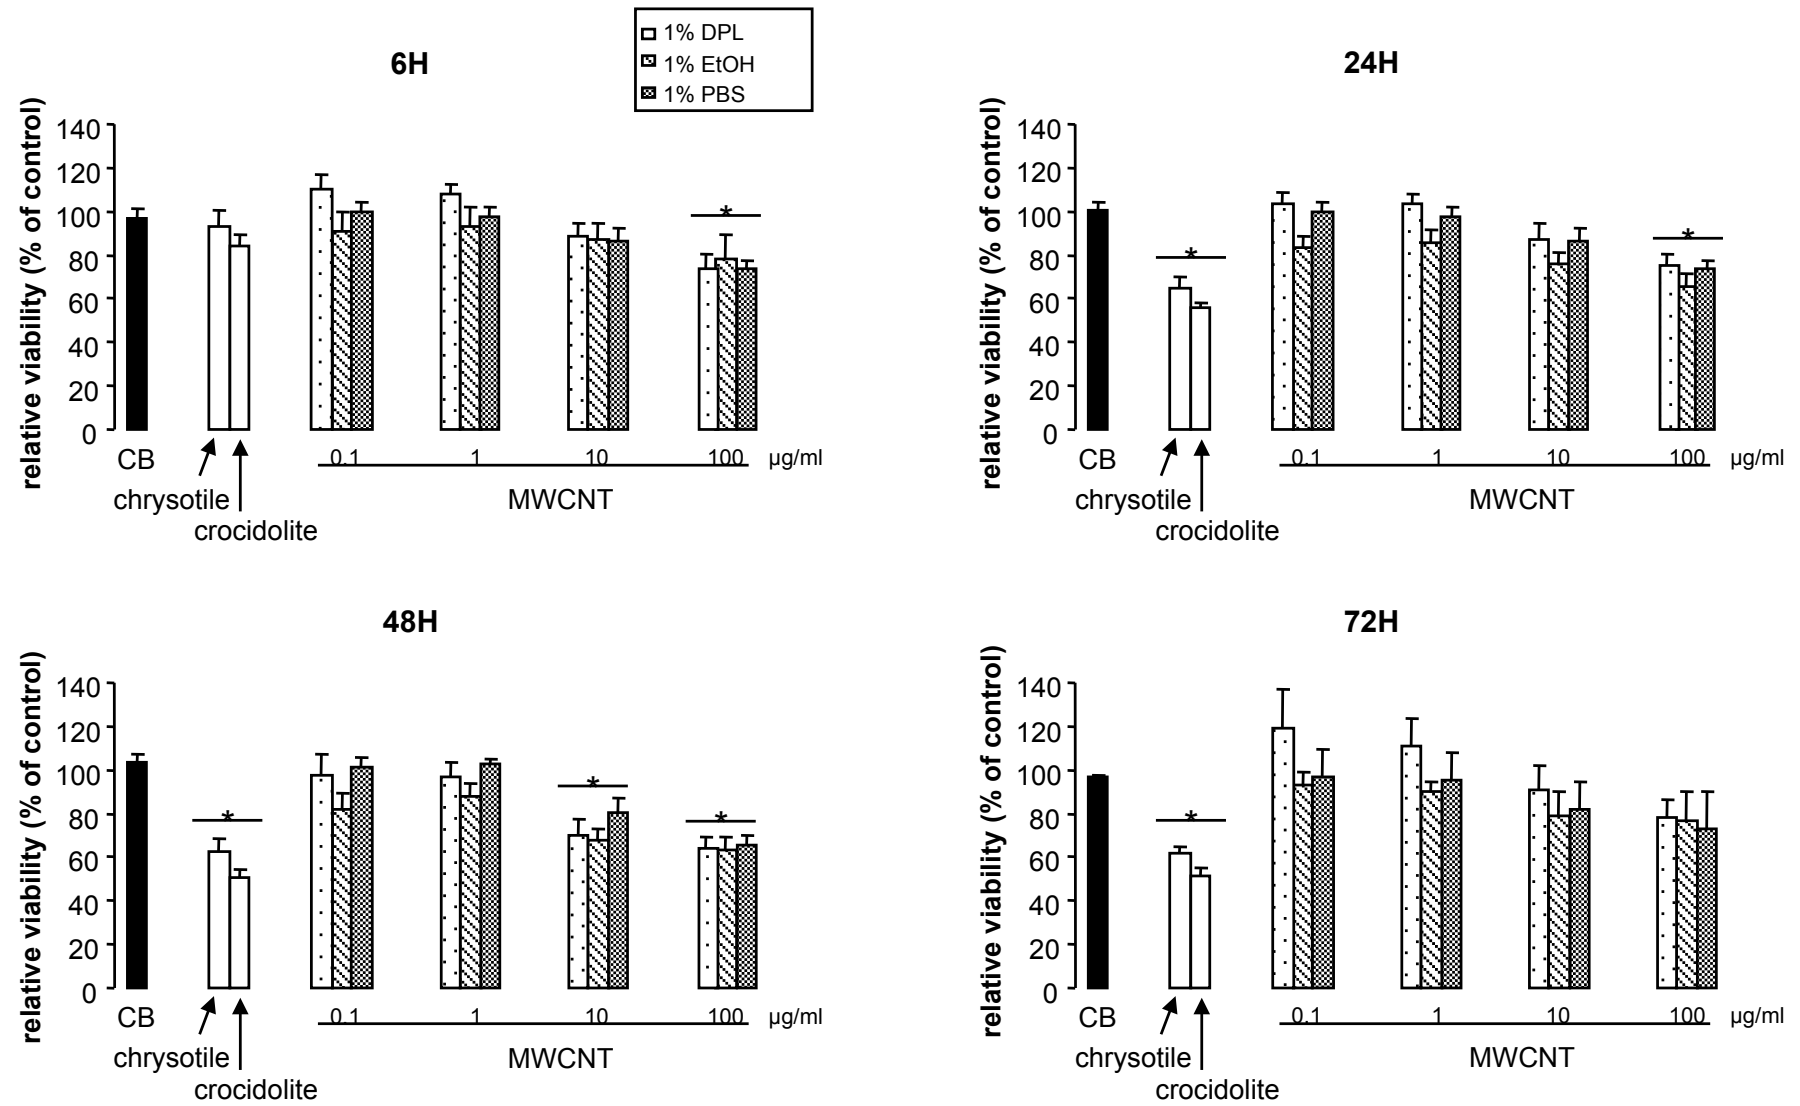 1% DPL
1% EtOH
1% PBS
6H
relative viability (% of control)
140
120
100
80
60
40
20
0
CB
chrysotile
crocidolite
0.1 1 10 100 µg/ml
MWCNT
*
24H
relative viability (% of control)
140
120
100
80
60
40
20
0
CB
chrysotile
crocidolite
0.1 1 10 100 µg/ml
MWCNT
*
*
48H
relative viability (% of control)
140
120
100
80
60
40
20
0
CB
chrysotile
crocidolite
0.1 1 10 100 µg/ml
MWCNT
*
*
*
72H
relative viability (% of control)
140
120
100
80
60
40
20
0
CB
chrysotile
crocidolite
0.1 1 10 100 µg/ml
MWCNT
*